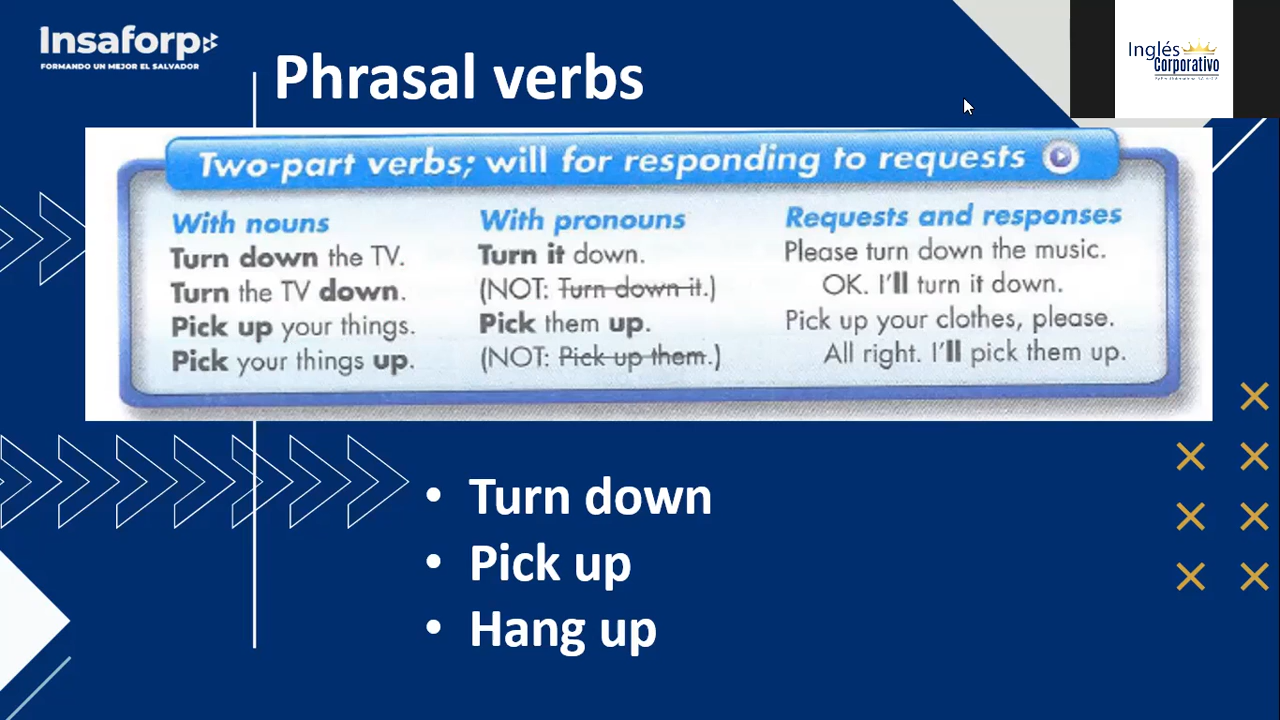 Insaforp
FORMANDO UN MEJOR EL SALVADOR
Inglés
Corporativo
Phrasal verbs
Two-part verbs; will for responding to requests
With nouns
Turn down the TV.
Turn the TV down.
Pick up your things.
Pick your things up.
With pronouns
Turn it down.
(NOT: Turn down it.)
Pick them up.
(NOT: Pick up them.)
Requests and responses
Please turn down the music.
OK. I'll turn it down.
Pick up your clothes, please.
All right. I'll pick them up.
• Turn down
• Pick up
• Hang up